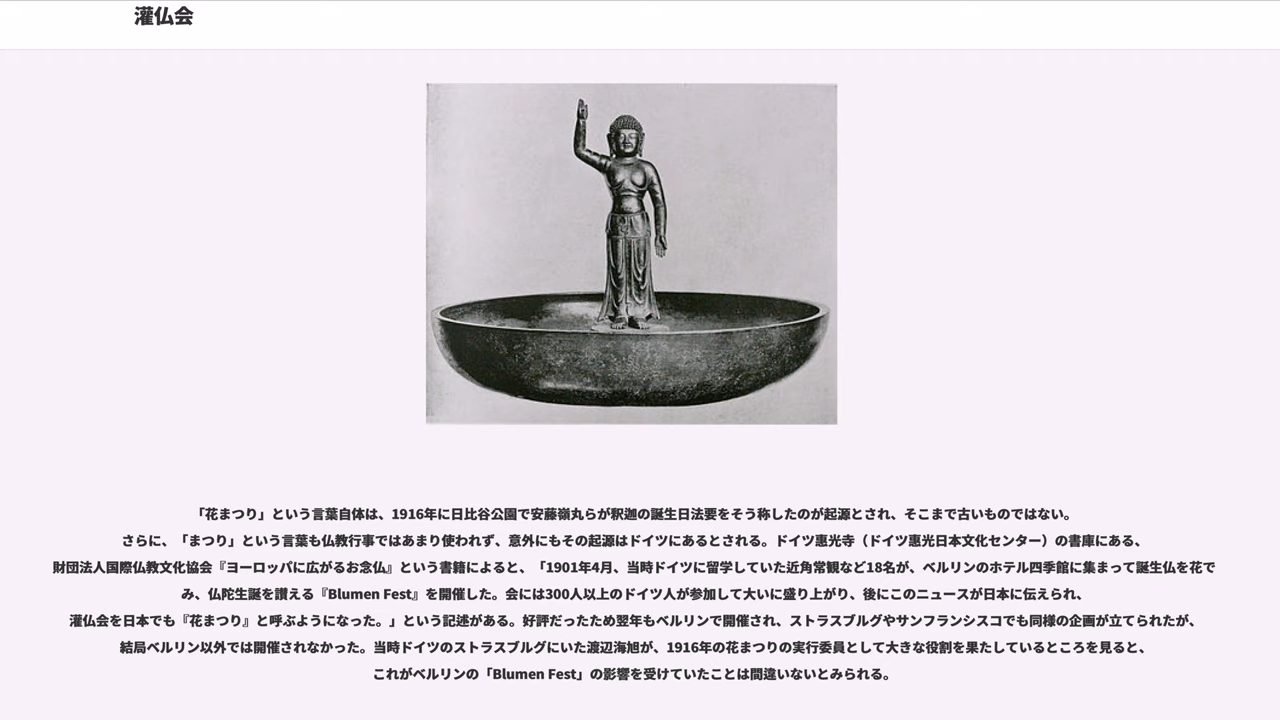 灌仏会
「花まつり」という言葉自体は、1916年に日比谷公園で安藤嶺丸らが釈迦の誕生日法要をそう称したのが起源とされ、そこまで古いものではない。
さらに、「まつり」という言葉も仏教行事ではあまり使われず、意外にもその起源はドイツにあるとされる。ドイツ惠光寺（ドイツ惠光日本文化センター）の書庫にある、
財団法人国際仏教文化協会『ヨーロッパに広がるお念仏』という書籍によると、「1901年4月、当時ドイツに留学していた近角常観など18名が、ベルリンのホテル四季館に集まって誕生仏を花で
み、仏陀生誕を讃える『Blumen Fest』を開催した。会には300人以上のドイツ人が参加して大いに盛り上がり、後にこのニュースが日本に伝えられ、
灌仏会を日本でも『花まつり』と呼ぶようになった。」という記述がある。好評だったため翌年もベルリンで開催され、ストラスブルグやサンフランシスコでも同様の企画が立てられたが、
結局ベルリン以外では開催されなかった。当時ドイツのストラスブルグにいた渡辺海旭が、1916年の花まつりの実行委員として大きな役割を果たしているところを見ると、
これがベルリンの「Blumen Fest」の影響を受けていたことは間違いないとみられる。